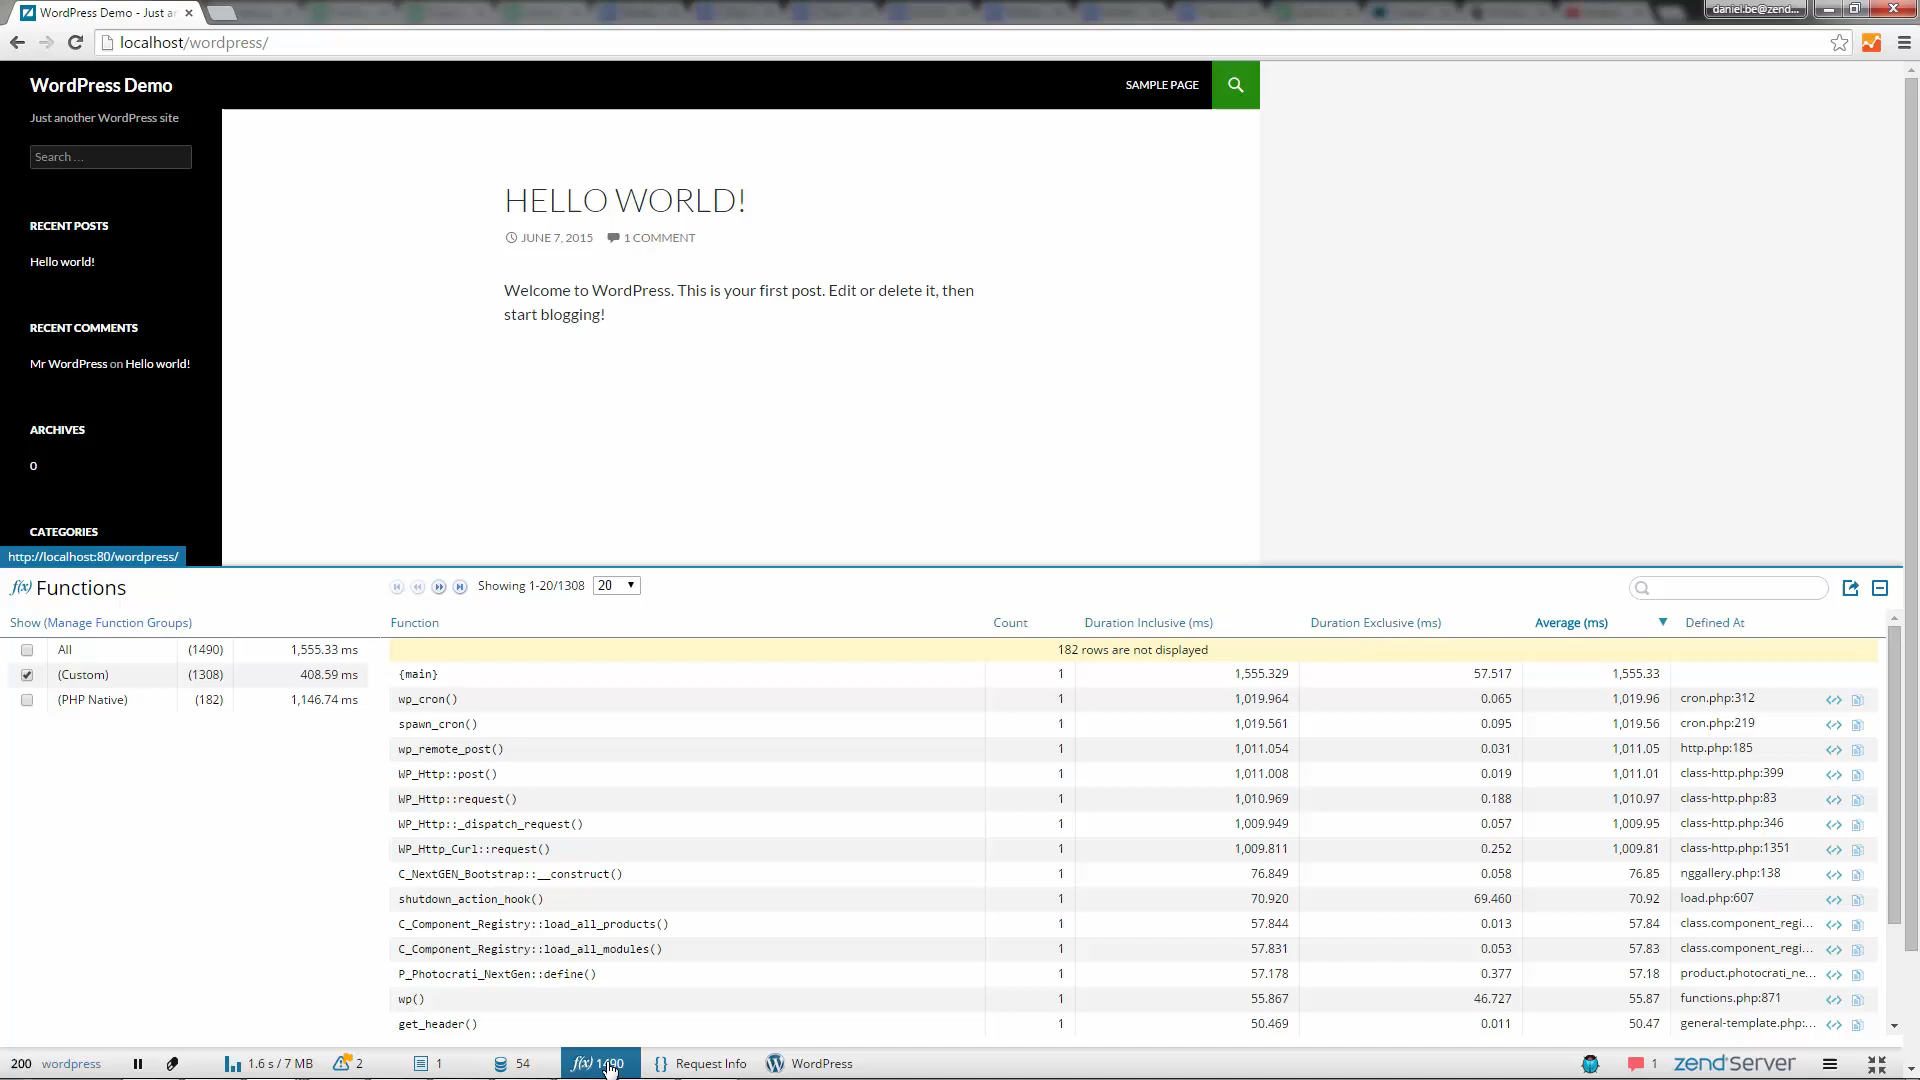 WordPress Demo - Just ar
daniel.be@zend...
localhost/wordpress/
WordPress Demo
SAMPLE PAGE
Just another WordPress site
Search ...
HELLO WORLD!
RECENT POSTS
JUNE 7, 2015 1 COMMENT
Hello world!
Welcome to WordPress. This is your first post. Edit or delete it, then
start blogging!
RECENT COMMENTS
Mr WordPress on Hello world!
ARCHIVES
0
CATEGORIES
http://localhost:80/wordpress/
f(x) Functions
Showing 1-20/1308 20
Show (Manage Function Groups)
All (1490) 1,555.33 ms
(Custom) (1308) 408.59 ms
(PHP Native) (182) 1,146.74 ms
Function Count Duration Inclusive (ms) Duration Exclusive (ms) Average (ms) Defined At
182 rows are not displayed
{main} 1 1,555.329 57.517 1,555.33
wp_cron() 1 1,019.964 0.065 1,019.96 cron.php:312
spawn_cron() 1 1,019.561 0.095 1,019.56 cron.php:219
wp_remote_post() 1 1,011.054 0.031 1,011.05 http.php:185
WP_Http::post() 1 1,011.008 0.019 1,011.01 class-http.php:399
WP_Http::request() 1 1,010.969 0.188 1,010.97 class-http.php:83
WP_Http::_dispatch_request() 1 1,009.949 0.057 1,009.95 class-http.php:346
WP_Http_Curl::request() 1 1,009.811 0.252 1,009.81 class-http.php:1351
C_NextGEN_Bootstrap::__construct() 1 76.849 0.058 76.85 nggallery.php:138
shutdown_action_hook() 1 70.920 69.460 70.92 load.php:607
C_Component_Registry::load_all_products() 1 57.844 0.013 57.84 class.component_regi...
C_Component_Registry::load_all_modules() 1 57.831 0.053 57.83 class.component_regi...
P_Photocrati_NextGen::define() 1 57.178 0.377 57.18 product.photocrati_ne...
wp() 1 55.867 46.727 55.87 functions.php:871
get_header() 1 50.469 0.011 50.47 general-template.php:...
200 wordpress 1.6 s / 7 MB 2 1 54 f(x) 1490 {} Request Info WordPress 1 zendServer